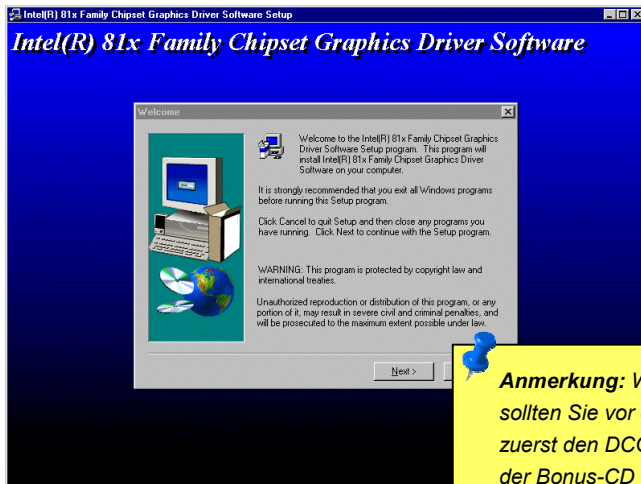 Intel(R) 81x Family Chipset Graphics Driver Software Setup
Intel(R) 81x Family Chipset Graphics Driver Software
Welcome
Welcome to the Intel(R) 81x Family Chipset Graphics
Driver Software Setup program. This program will
install Intel(R) 81x Family Chipset Graphics Driver
Software on your computer.
It is strongly recommended that you exit all Windows programs
before running this Setup program.
Click Cancel to quit Setup and then close any programs you
have running. Click Next to continue with the Setup program.
WARNING: This program is protected by copyright law and
international treaties.
Unauthorized reproduction or distribution of this program, or any
portion of it, may result in severe civil and criminal penalties, and
will be prosecuted to the maximum extent possible under law.
Next >
Anmerkung:
sollten Sie vor
zuerst den
der Bonus-CD